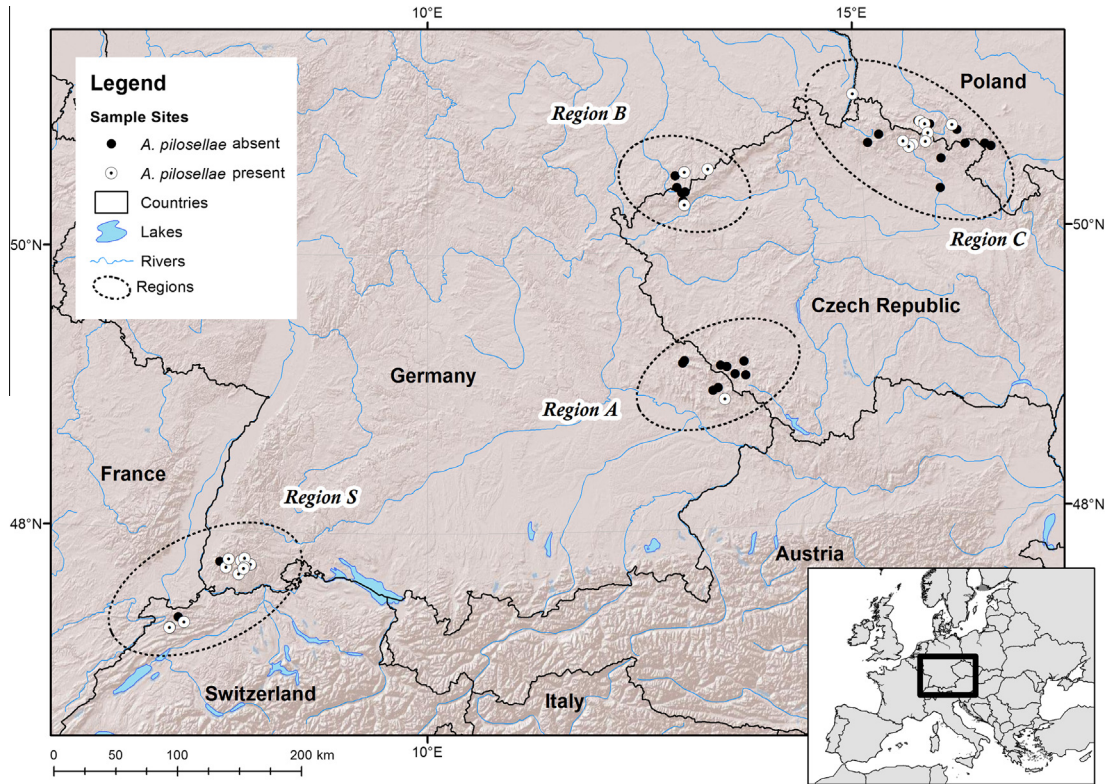 10°E
15°E
Legend
Sample Sites
A. pilosellae absent
A. pilosellae present
Countries
Lakes
Rivers
Regions
Region B
Poland
Region C
50°N
50°N
Czech Republic
Germany
Region A
France
Region S
48°N
48°N
Austria
Switzerland
Italy
0 50 100 200 km
10°E